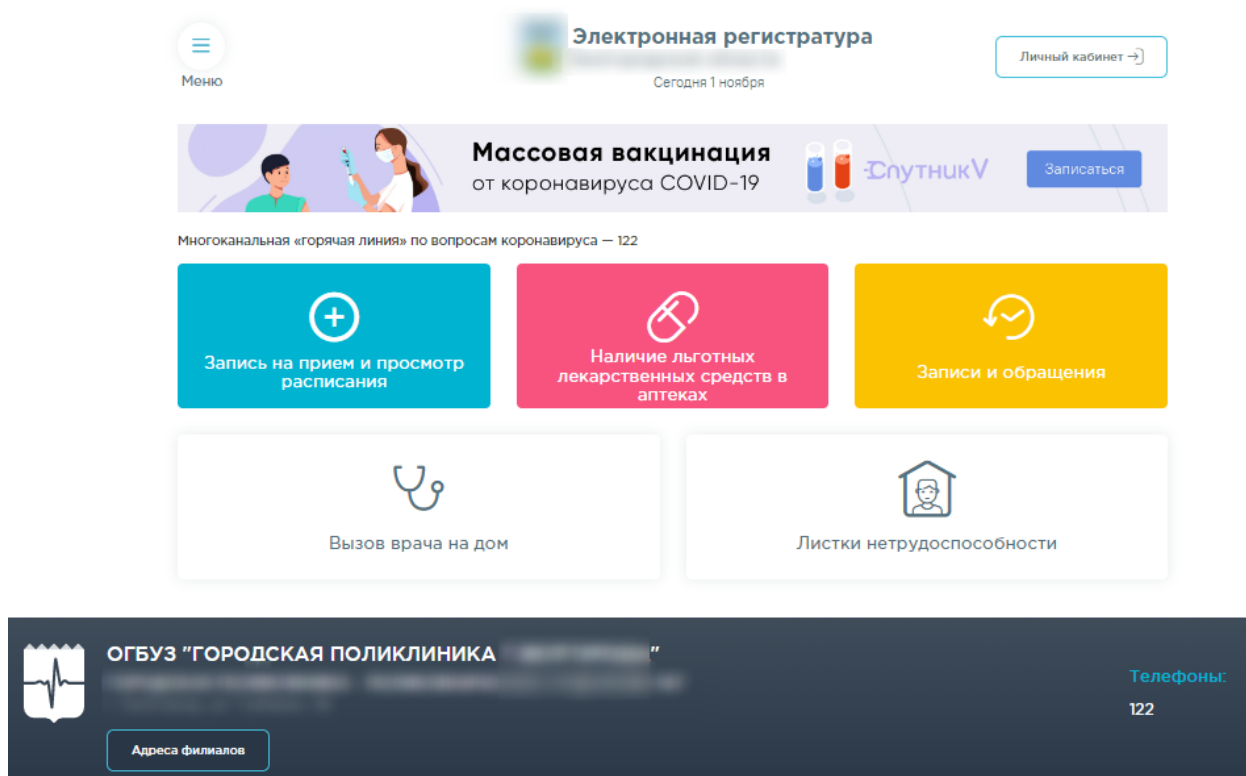 Электронная регистратура
Меню
Сегодня 1 ноября
Личный кабинет
Массовая вакцинация
от коронавируса COVID-19
Спутник V
Записаться
Многоканальная «горячая линия» по вопросам коронавируса — 122
Запись на прием и просмотр
расписания
Наличие льготных
лекарственных средств в
аптеках
Записи и обращения
Вызов врача на дом
Листки нетрудоспособности
ОГБУЗ "ГОРОДСКАЯ ПОЛИКЛИНИКА "
Адреса филиалов
Телефоны:
122